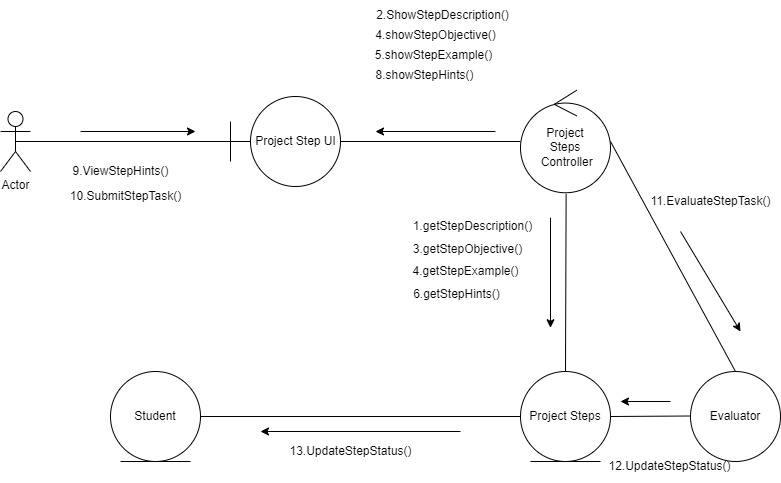 2.ShowStepDescription()
4.showStepObjective()
5.showStepExample()
8.showStepHints()
Project Step UI
Project
Steps
Controller
Actor
9.ViewStepHints()
10.SubmitStepTask()
11.EvaluateStepTask()
1.getStepDescription()
3.getStepObjective()
4.getStepExample()
6.getStepHints()
Student
Project Steps
Evaluator
13.UpdateStepStatus()
12.UpdateStepStatus()